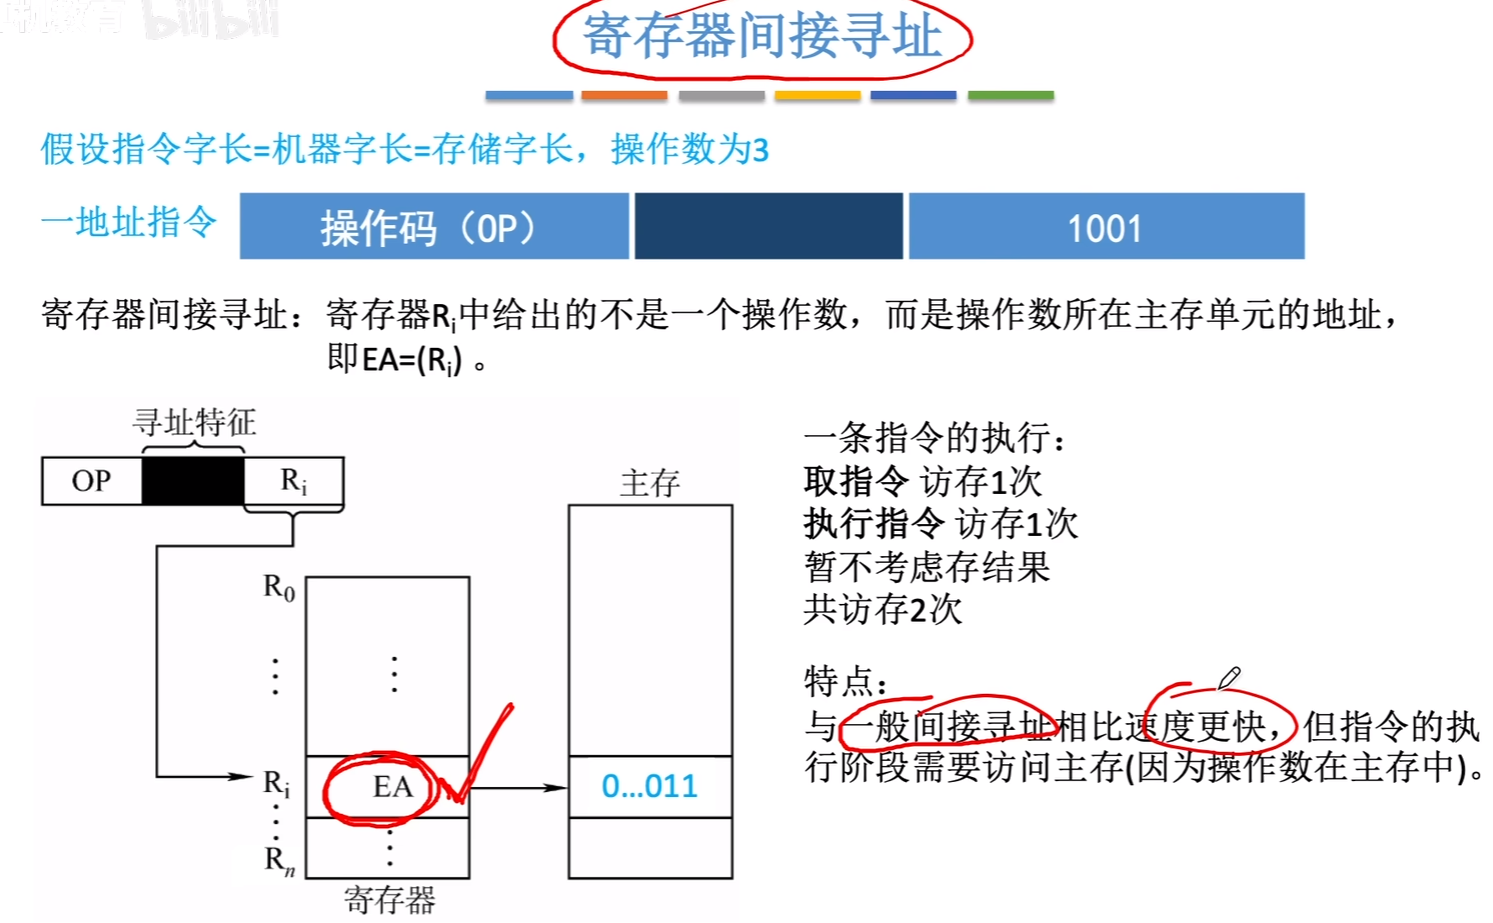 bilibili
寄存器间接寻址
假设指令字长=机器字长=存储字长，操作数为3
一地址指令
操作码（OP）
1001
寄存器间接寻址：寄存器Ri中给出的不是一个操作数，而是操作数所在主存单元的地址，
即EA=(Ri) 。
寻址特征
OP
Ri
主存
R0
⋮
⋮
Ri
EA
0...011
⋮
Rn
⋮
寄存器
一条指令的执行：
取指令 访存1次
执行指令 访存1次
暂不考虑存结果
共访存2次
特点：
与一般间接寻址相比速度更快，但指令的执
行阶段需要访问主存(因为操作数在主存中)。